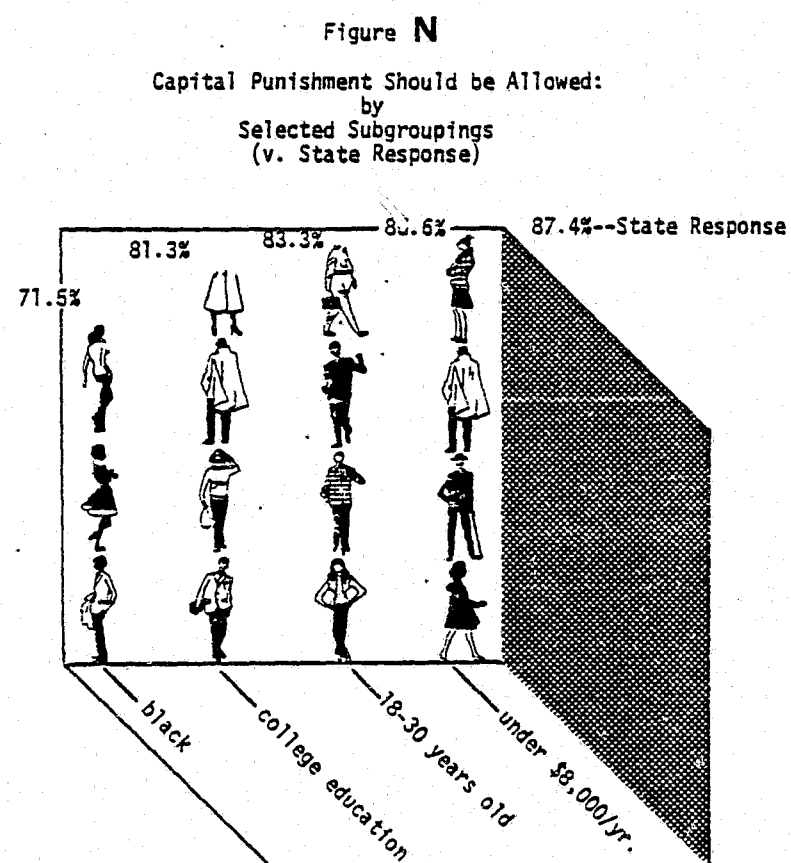 Figure N
Capital Punishment Should be Allowed:
by
Selected Subgroupings
(v. State Response)
71.5%
81.3%
83.3%
87.4%--State Response
black
college education
18-30 years old
under $8,000/yr.